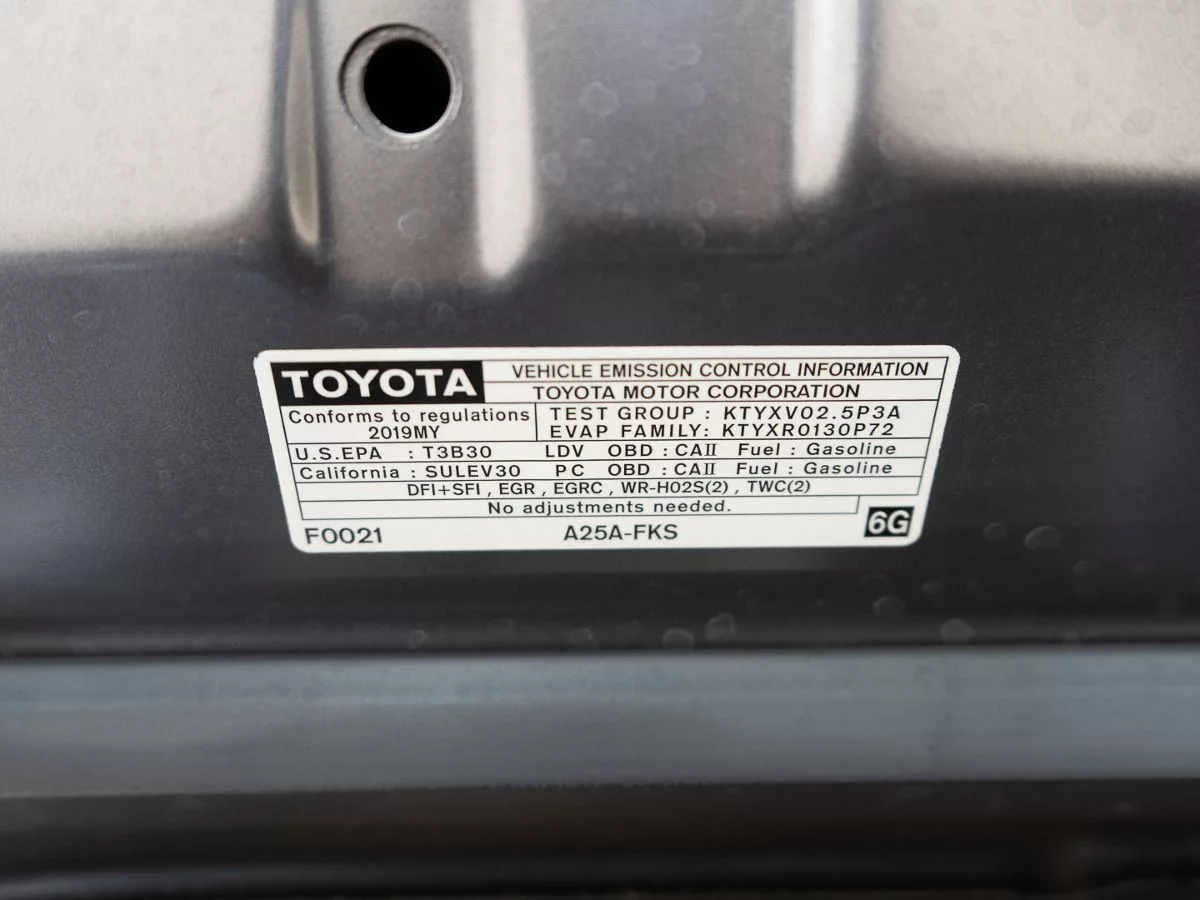 TOYOTA
VEHICLE EMISSION CONTROL INFORMATION
TOYOTA MOTOR CORPORATION
Conforms to regulations
2019MY
TEST GROUP : KTYXV02.5P3A
EVAP FAMILY: KTYXR0130P72
U.S.EPA : T3B30 LDV OBD : CAII Fuel : Gasoline
California : SULEV30 PC OBD : CAII Fuel : Gasoline
DFI+SFI , EGR , EGRC , WR-HO2S(2) , TWC(2)
No adjustments needed.
F0021 A25A-FKS 6G